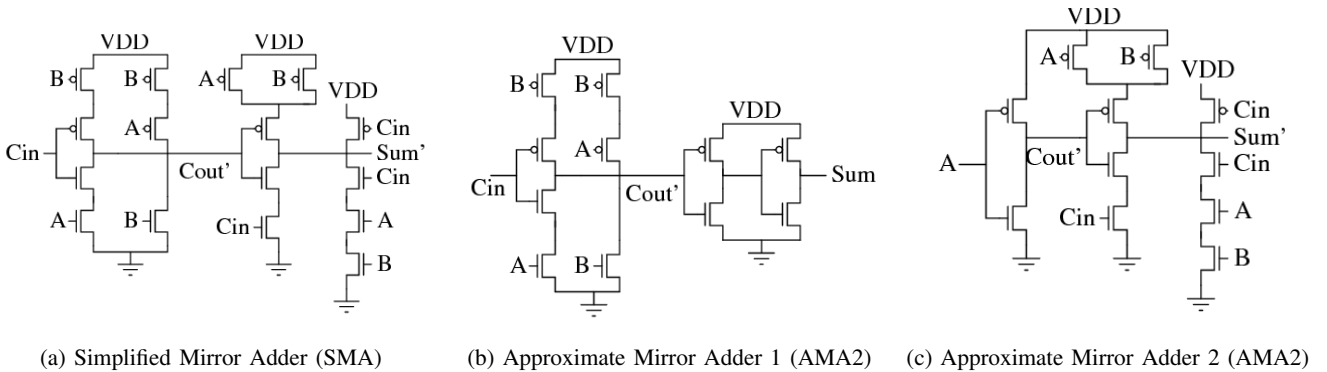 VDD
B
B
A
Cin
A
B
Cout'
VDD
A
B
Cin
VDD
Cin
Sum'
Cin
A
B
(a) Simplified Mirror Adder (SMA)
VDD
B
B
A
Cin
A
B
Cout'
VDD
Sum
(b) Approximate Mirror Adder 1 (AMA2)
VDD
A
B
A
Cout'
Cin
VDD
Cin
Sum'
Cin
A
B
(c) Approximate Mirror Adder 2 (AMA2)